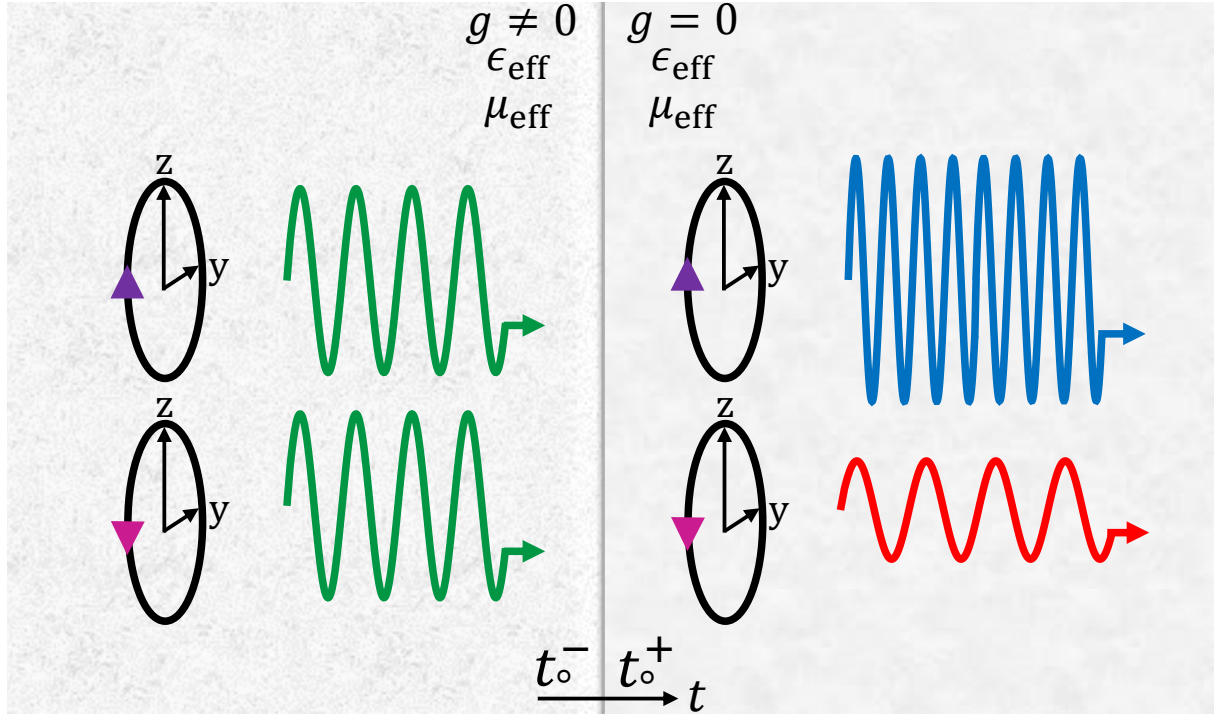 g ≠ 0
ϵeff
μeff
g = 0
ϵeff
μeff
z
y
z
y
z
y
z
y
t∘⁻
t∘⁺
t